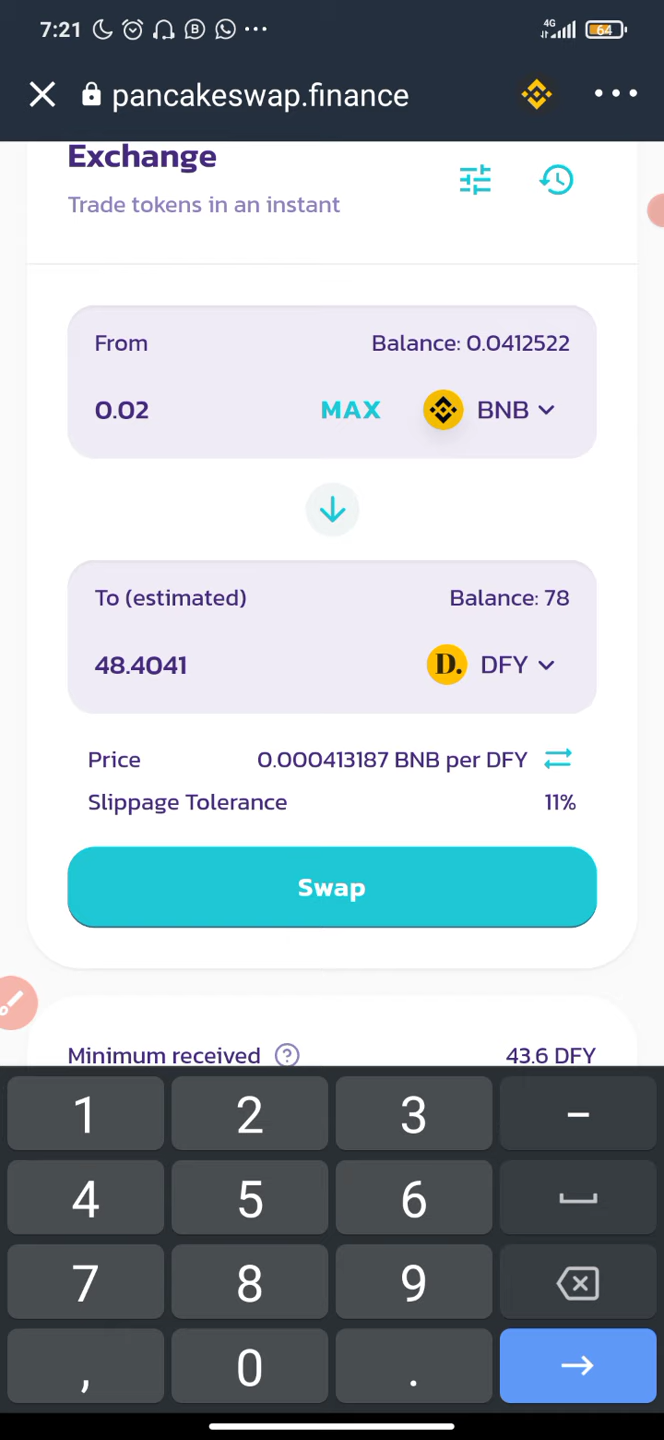 7:21 B 4G 64
pancakeswap.finance
Exchange
Trade tokens in an instant
From Balance: 0.0412522
0.02 MAX BNB
To (estimated) Balance: 78
48.4041 D. DFY
Price 0.000413187 BNB per DFY
Slippage Tolerance 11%
Swap
Minimum received ? 43.6 DFY
1 2 3 -
4 5 6
7 8 9
, 0 .